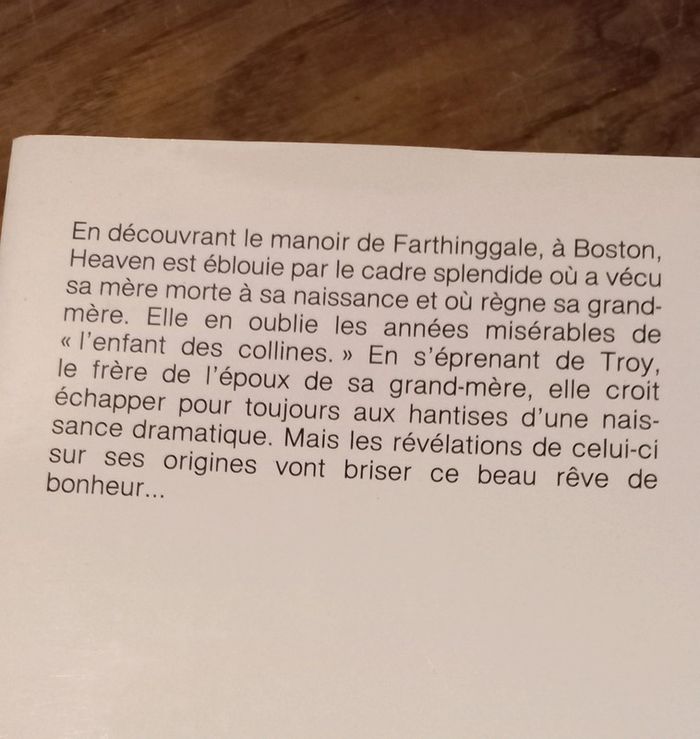 En découvrant le manoir de Farthinggale, à Boston,
Heaven est éblouie par le cadre splendide où a vécu
sa mère morte à sa naissance et où règne sa grand-
mère. Elle en oublie les années misérables de
« l'enfant des collines. » En s'éprenant de Troy,
le frère de l'époux de sa grand-mère, elle croit
échapper pour toujours aux hantises d'une nais-
sance dramatique. Mais les révélations de celui-ci
sur ses origines vont briser ce beau rêve de
bonheur...